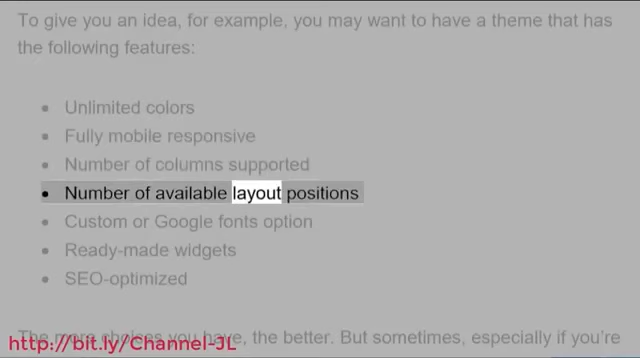 To give you an idea, for example, you may want to have a theme that has
the following features:
• Unlimited colors
• Fully mobile responsive
• Number of columns supported
• Number of available layout positions
• Custom or Google fonts option
• Ready-made widgets
• SEO-optimized
The more choices you have, the better. But sometimes, especially if you're
http://bit.ly/Channel-JL